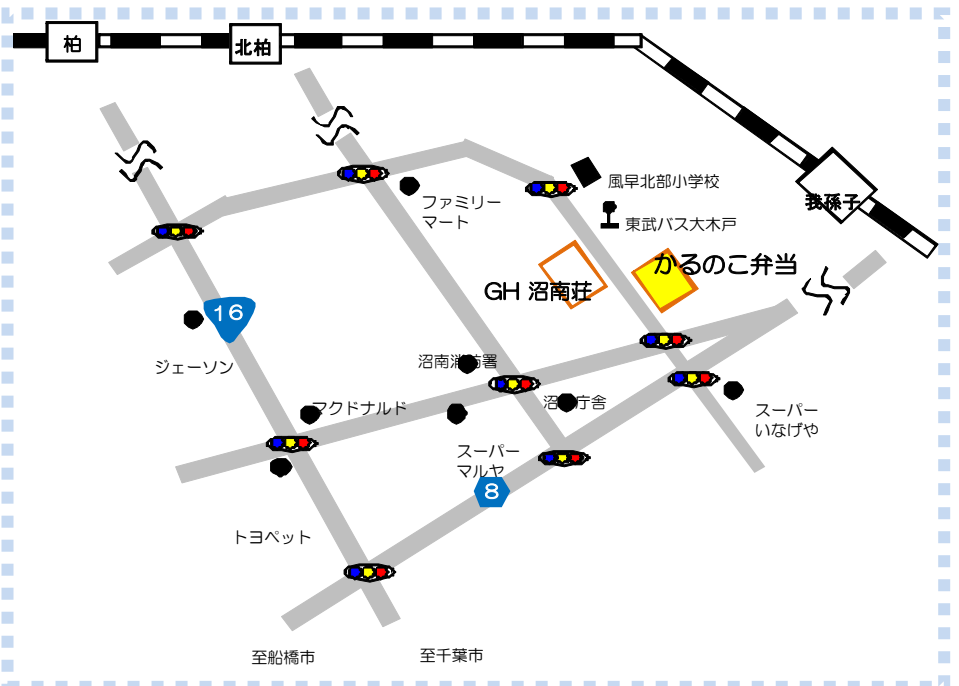 柏
北柏
風早北部小学校
我孫子
ファミリー
マート
東武バス大木戸
かるのこ弁当
GH 沼南荘
16
ジェーソン
沼南消防署
マクドナルド
沼南庁舎
スーパー
いなげや
スーパー
マルヤ
8
トヨペット
至船橋市
至千葉市